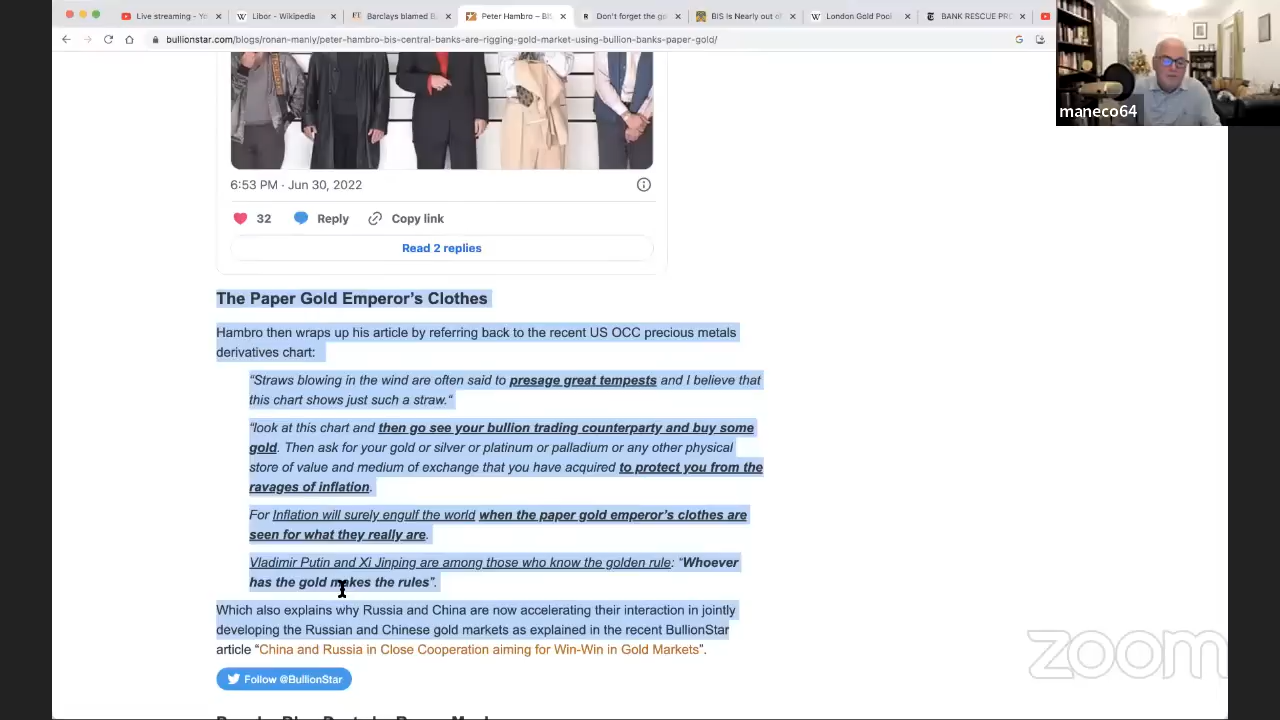 Live streaming - Yo
Libor - Wikipedia
Barclays blamed B
Peter Hambro – BIS
Don't forget the go
BIS Is Nearly out of
London Gold Pool
BANK RESCUE PRO
bullionstar.com/blogs/ronan-manly/peter-hambro-bis-central-banks-are-rigging-gold-market-using-bullion-banks-paper-gold/
maneco64
6:53 PM · Jun 30, 2022
32 Reply Copy link
Read 2 replies
The Paper Gold Emperor's Clothes
Hambro then wraps up his article by referring back to the recent US OCC precious metals
derivatives chart:
“Straws blowing in the wind are often said to presage great tempests and I believe that
this chart shows just such a straw.“
“look at this chart and then go see your bullion trading counterparty and buy some
gold. Then ask for your gold or silver or platinum or palladium or any other physical
store of value and medium of exchange that you have acquired to protect you from the
ravages of inflation.
For Inflation will surely engulf the world when the paper gold emperor's clothes are
seen for what they really are.
Vladimir Putin and Xi Jinping are among those who know the golden rule: “Whoever
has the gold makes the rules”.
Which also explains why Russia and China are now accelerating their interaction in jointly
developing the Russian and Chinese gold markets as explained in the recent BullionStar
article “China and Russia in Close Cooperation aiming for Win-Win in Gold Markets”.
Follow @BullionStar
zoom